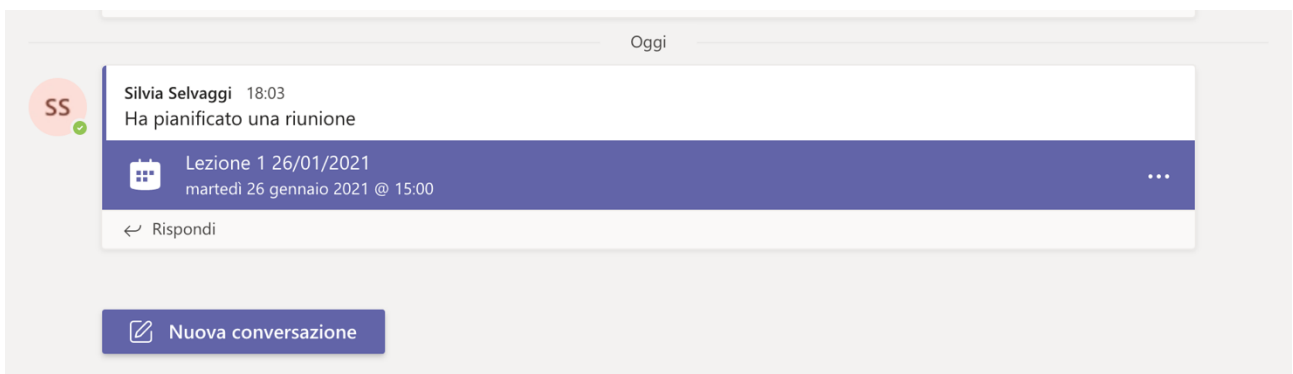 Oggi
SS
Silvia Selvaggi 18:03
Ha pianificato una riunione
Lezione 1 26/01/2021
martedì 26 gennaio 2021 @ 15:00
Rispondi
Nuova conversazione